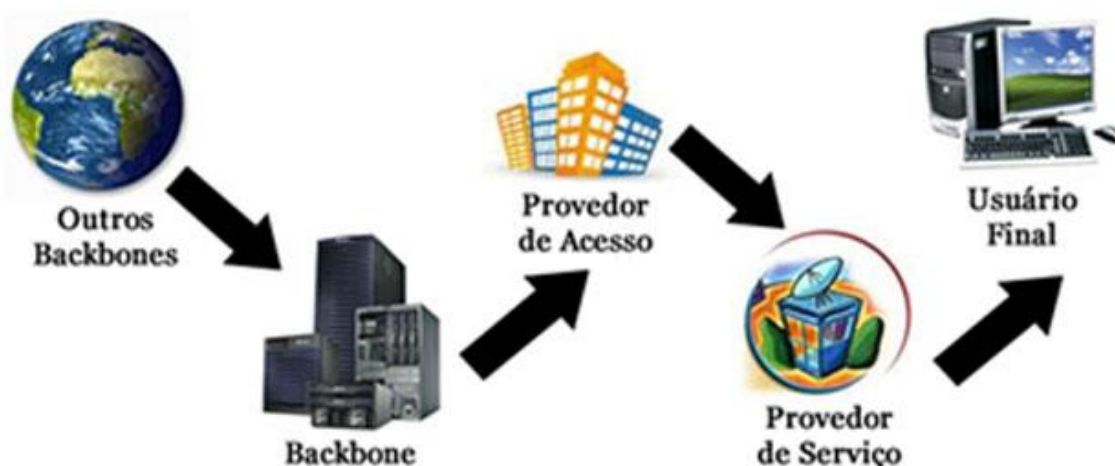 Outros
Backbones
Backbone
Provedor
de Acesso
Provedor
de Serviço
Usuário
Final